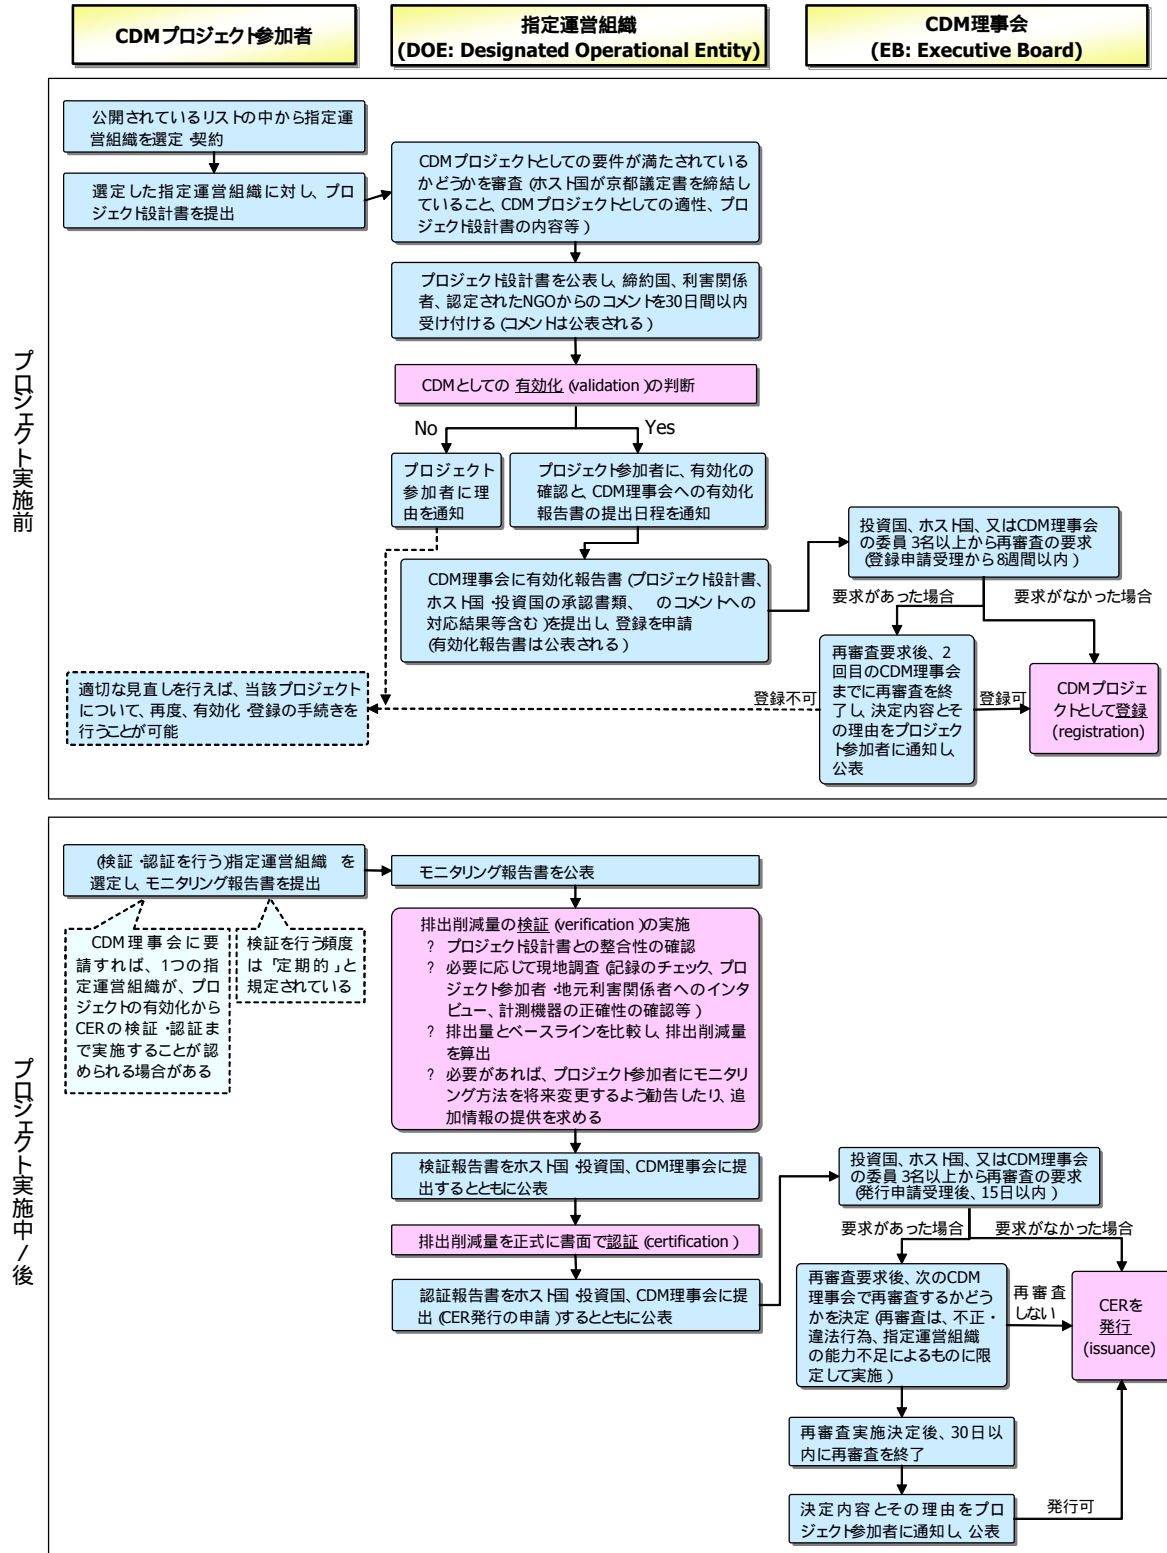 CDMプロジェクト参加者
指定運営組織
(DOE: Designated Operational Entity)
CDM理事会
(EB: Executive Board)
プロジェクト実施前
公開されているリストの中から指定運
営組織を選定・契約
選定した指定運営組織に対し、プロ
ジェクト設計書を提出
CDMプロジェクトとしての要件が満たされている
かどうかを審査(ホスト国が京都議定書を締結し
ていること、CDMプロジェクトとしての適性、プロ
ジェクト設計書の内容等)
プロジェクト設計書を公表し、締約国、利害関係
者、認定されたNGOからのコメントを30日間以内
受け付ける(コメントは公表される)
CDMとしての 有効化(validation)の判断
No
Yes
プロジェクト
参加者に理
由を通知
プロジェクト参加者に、有効化の
確認と、CDM理事会への有効化
報告書の提出日程を通知
CDM理事会に有効化報告書(プロジェクト設計書、
ホスト国・投資国の承認書類、 のコメントへの
対応結果等含む)を提出し、登録を申請
(有効化報告書は公表される)
投資国、ホスト国、又はCDM理事会
の委員3名以上から再審査の要求
(登録申請受理から8週間以内)
要求があった場合
要求がなかった場合
再審査要求後、2
回目のCDM理事会
までに再審査を終
了し、決定内容とそ
の理由をプロジェク
ト参加者に通知し、
公表
登録不可
登録可
CDMプロジェ
クトとして登録
(registration)
適切な見直しを行えば、当該プロジェクト
について、再度、有効化・登録の手続きを
行うことが可能
プロジェクト実施中/後
(検証・認証を行う)指定運営組織 を
選定し、モニタリング報告書を提出
CDM理事会に要
請すれば、1つの指
定運営組織が、プロ
ジェクトの有効化から
CERの検証・認証ま
で実施することが認
められる場合がある
検証を行う頻度
は「定期的」と
規定されている
モニタリング報告書を公表
排出削減量の検証(verification)の実施
? プロジェクト設計書との整合性の確認
? 必要に応じて現地調査(記録のチェック、プロ
ジェクト参加者・地元利害関係者へのインタ
ビュー、計測機器の正確性の確認等)
? 排出量とベースラインを比較し、排出削減量
を算出
? 必要があれば、プロジェクト参加者にモニタリ
ング方法を将来変更するよう勧告したり、追
加情報の提供を求める
検証報告書をホスト国・投資国、CDM理事会に提
出するとともに公表
排出削減量を正式に書面で認証(certification)
認証報告書をホスト国・投資国、CDM理事会に提
出(CER発行の申請)するとともに公表
投資国、ホスト国、又はCDM理事会
の委員3名以上から再審査の要求
(発行申請受理後、15日以内)
要求があった場合
要求がなかった場合
再審査要求後、次のCDM
理事会で再審査するかどう
かを決定(再審査は、不正・
違法行為、指定運営組織
の能力不足によるものに限
定して実施)
再審査
しない
CERを
発行
(issuance)
再審査実施決定後、30日以
内に再審査を終了
決定内容とその理由をプロ
ジェクト参加者に通知し、公表
発行可